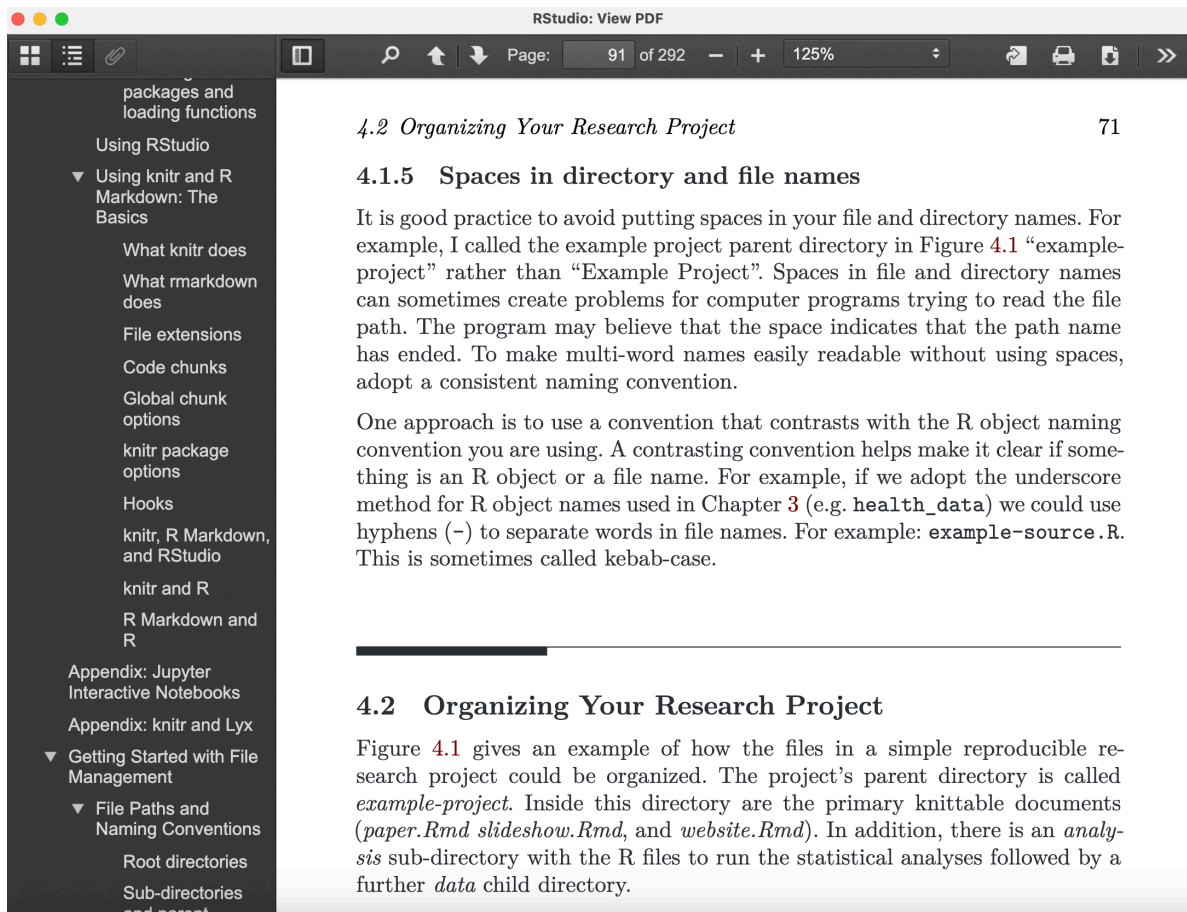 RStudio: View PDF
Page: 91 of 292 − + 125%
packages and
loading functions
Using RStudio
Using knitr and R
Markdown: The
Basics
What knitr does
What rmarkdown
does
File extensions
Code chunks
Global chunk
options
knitr package
options
Hooks
knitr, R Markdown,
and RStudio
knitr and R
R Markdown and
R
Appendix: Jupyter
Interactive Notebooks
Appendix: knitr and Lyx
Getting Started with File
Management
File Paths and
Naming Conventions
Root directories
Sub-directories
4.2 Organizing Your Research Project 71
4.1.5 Spaces in directory and file names
It is good practice to avoid putting spaces in your file and directory names. For
example, I called the example project parent directory in Figure 4.1 “example-
project” rather than “Example Project”. Spaces in file and directory names
can sometimes create problems for computer programs trying to read the file
path. The program may believe that the space indicates that the path name
has ended. To make multi-word names easily readable without using spaces,
adopt a consistent naming convention.
One approach is to use a convention that contrasts with the R object naming
convention you are using. A contrasting convention helps make it clear if some-
thing is an R object or a file name. For example, if we adopt the underscore
method for R object names used in Chapter 3 (e.g. health_data) we could use
hyphens (-) to separate words in file names. For example: example-source.R.
This is sometimes called kebab-case.
4.2 Organizing Your Research Project
Figure 4.1 gives an example of how the files in a simple reproducible re-
search project could be organized. The project’s parent directory is called
example-project. Inside this directory are the primary knittable documents
(paper.Rmd slideshow.Rmd, and website.Rmd). In addition, there is an analy-
sis sub-directory with the R files to run the statistical analyses followed by a
further data child directory.